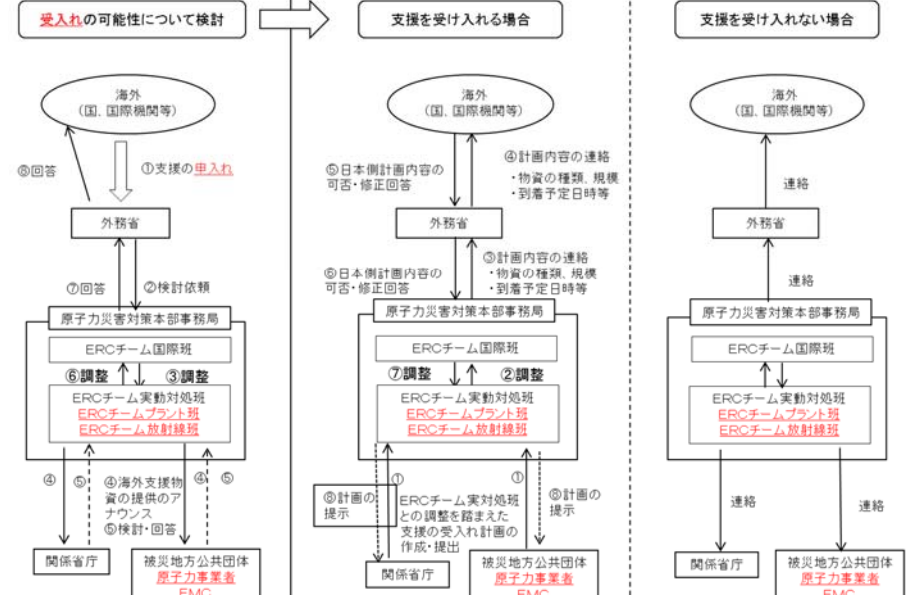 受入れの可能性について検討
海外
(国、国際機関等)
⑧回答
①支援の申入れ
外務省
⑦回答
②検討依頼
原子力災害対策本部事務局
ERCチーム国際班
⑥調整
③調整
ERCチーム実動対処班
ERCチームプラント班
ERCチーム放射線班
④
⑤
④海外支援物
資の提供のア
ナウンス
⑤検討・回答
④
⑤
関係省庁
被災地方公共団体
原子力事業者
EMC
支援を受け入れる場合
海外
(国、国際機関等)
⑤日本側計画内容の
可否・修正回答
④計画内容の連絡
・物資の種類、規模
・到着予定日時等
外務省
⑥日本側計画内容の
可否・修正回答
③計画内容の連絡
・物資の種類、規模
・到着予定日時等
原子力災害対策本部事務局
ERCチーム国際班
⑦調整
②調整
ERCチーム実動対処班
ERCチームプラント班
ERCチーム放射線班
①
⑧計画の
提示
ERCチーム実対処班
との調整を踏まえた
支援の受入れ計画の
作成・提出
①
⑧計画の
提示
関係省庁
被災地方公共団体
原子力事業者
EMC
支援を受け入れない場合
海外
(国、国際機関等)
連絡
外務省
連絡
原子力災害対策本部事務局
ERCチーム国際班
ERCチーム実動対処班
ERCチームプラント班
ERCチーム放射線班
連絡
連絡
関係省庁
被災地方公共団体
原子力事業者
EMC